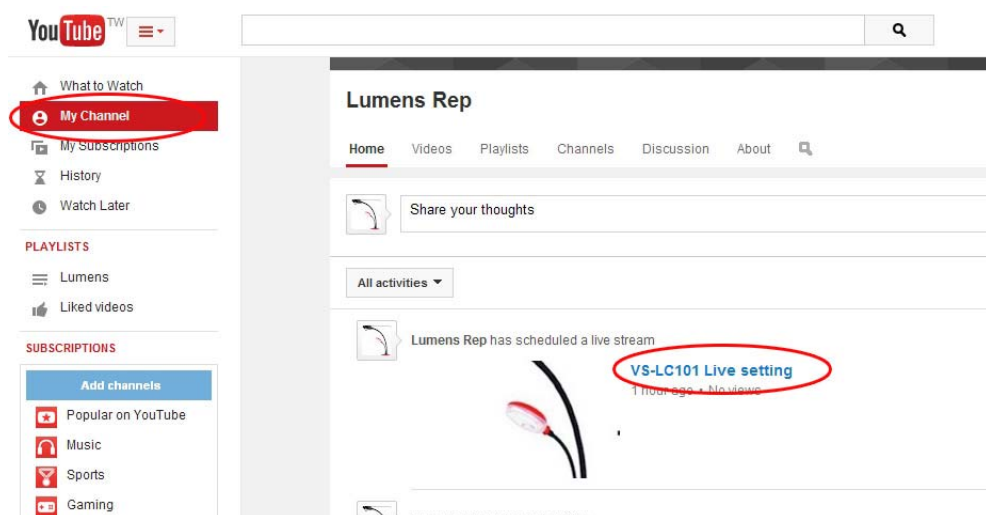 YouTube TW
What to Watch
My Channel
My Subscriptions
History
Watch Later
PLAYLISTS
Lumens
Liked videos
SUBSCRIPTIONS
Add channels
Popular on YouTube
Music
Sports
Gaming
Lumens Rep
Home Videos Playlists Channels Discussion About
Share your thoughts
All activities
Lumens Rep has scheduled a live stream
VS-LC101 Live setting
1 hour ago • No views